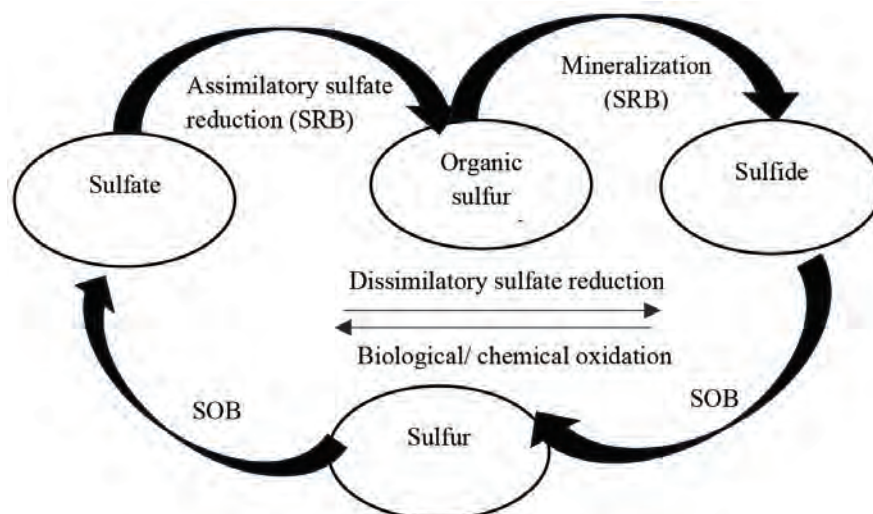 Assimilatory sulfate
reduction (SRB)
Mineralization
(SRB)
Sulfate
Organic
sulfur
Sulfide
Dissimilatory sulfate reduction
Biological/ chemical oxidation
SOB
SOB
Sulfur